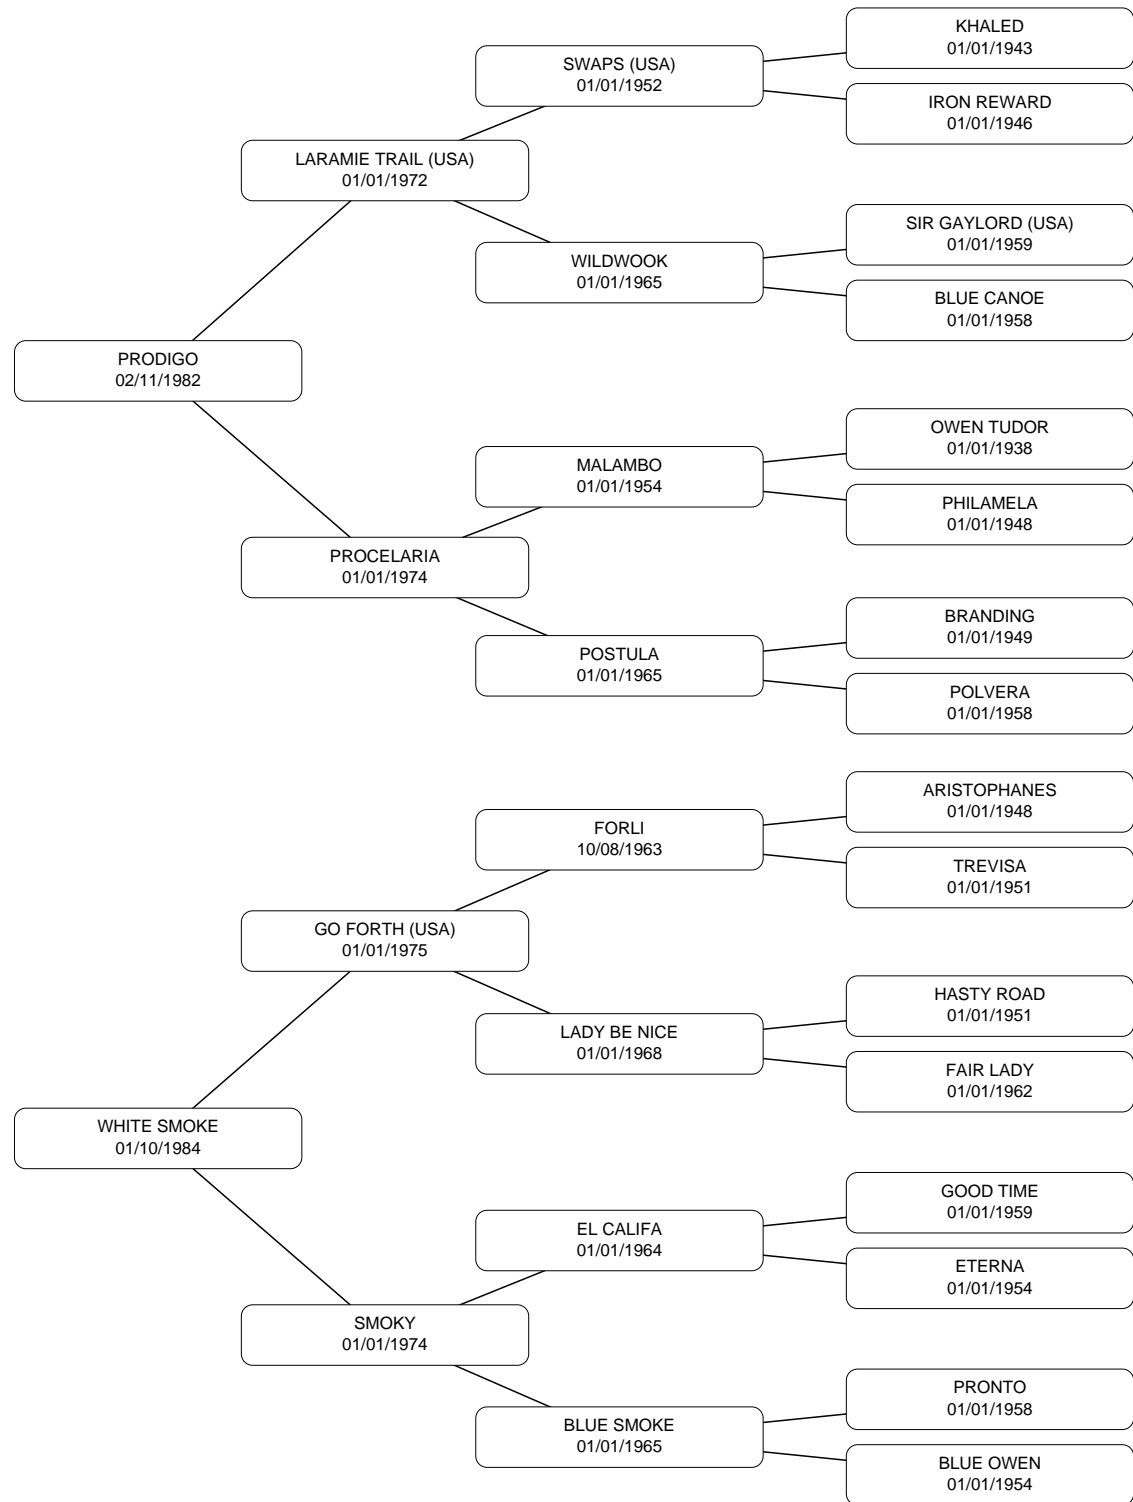 KHALED
01/01/1943
SWAPS (USA)
01/01/1952
IRON REWARD
01/01/1946
LARAMIE TRAIL (USA)
01/01/1972
SIR GAYLORD (USA)
01/01/1959
WILDWOOK
01/01/1965
BLUE CANOE
01/01/1958
PRODIGO
02/11/1982
OWEN TUDOR
01/01/1938
MALAMBO
01/01/1954
PHILAMELA
01/01/1948
PROCELARIA
01/01/1974
BRANDING
01/01/1949
POSTULA
01/01/1965
POLVERA
01/01/1958
ARISTOPHANES
01/01/1948
FORLI
10/08/1963
TREVISA
01/01/1951
GO FORTH (USA)
01/01/1975
HASTY ROAD
01/01/1951
LADY BE NICE
01/01/1968
FAIR LADY
01/01/1962
WHITE SMOKE
01/10/1984
GOOD TIME
01/01/1959
EL CALIFA
01/01/1964
ETERNA
01/01/1954
SMOKY
01/01/1974
PRONTO
01/01/1958
BLUE SMOKE
01/01/1965
BLUE OWEN
01/01/1954